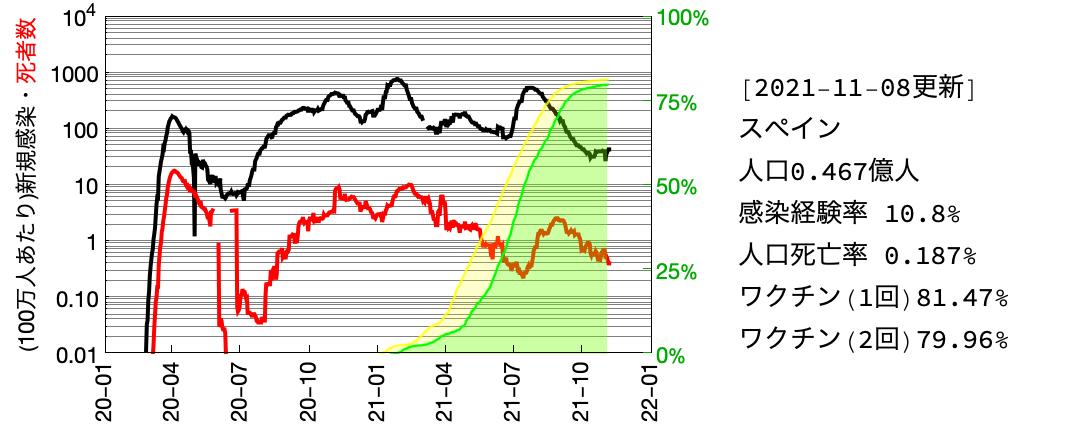 (100万人あたり)新規感染・死者数
10^4
1000
100
10
1
0.10
0.01
100%
75%
50%
25%
0%
20-01
20-04
20-07
20-10
21-01
21-04
21-07
21-10
22-01
[2021-11-08更新]
スペイン
人口0.467億人
感染経験率 10.8%
人口死亡率 0.187%
ワクチン(1回)81.47%
ワクチン(2回)79.96%